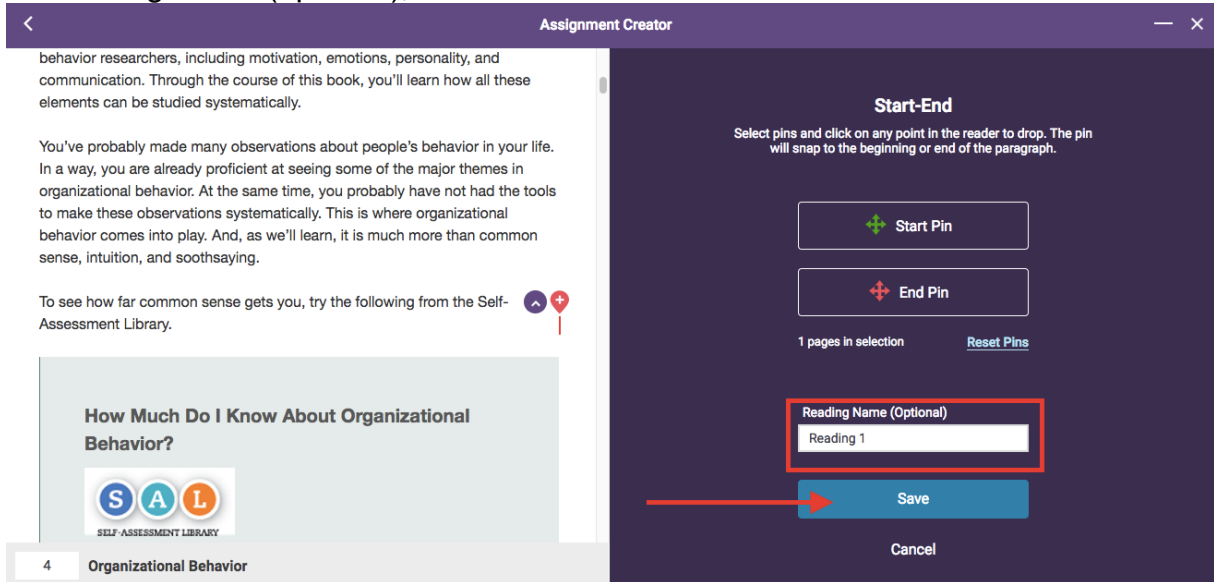 Assignment Creator
behavior researchers, including motivation, emotions, personality, and
communication. Through the course of this book, you'll learn how all these
elements can be studied systematically.
You've probably made many observations about people's behavior in your life.
In a way, you are already proficient at seeing some of the major themes in
organizational behavior. At the same time, you probably have not had the tools
to make these observations systematically. This is where organizational
behavior comes into play. And, as we'll learn, it is much more than common
sense, intuition, and soothsaying.
To see how far common sense gets you, try the following from the Self-
Assessment Library.
How Much Do I Know About Organizational
Behavior?
S A L
SELF-ASSESSMENT LIBRARY
4 Organizational Behavior
Start-End
Select pins and click on any point in the reader to drop. The pin
will snap to the beginning or end of the paragraph.
Start Pin
End Pin
1 pages in selection Reset Pins
Reading Name (Optional)
Reading 1
Save
Cancel